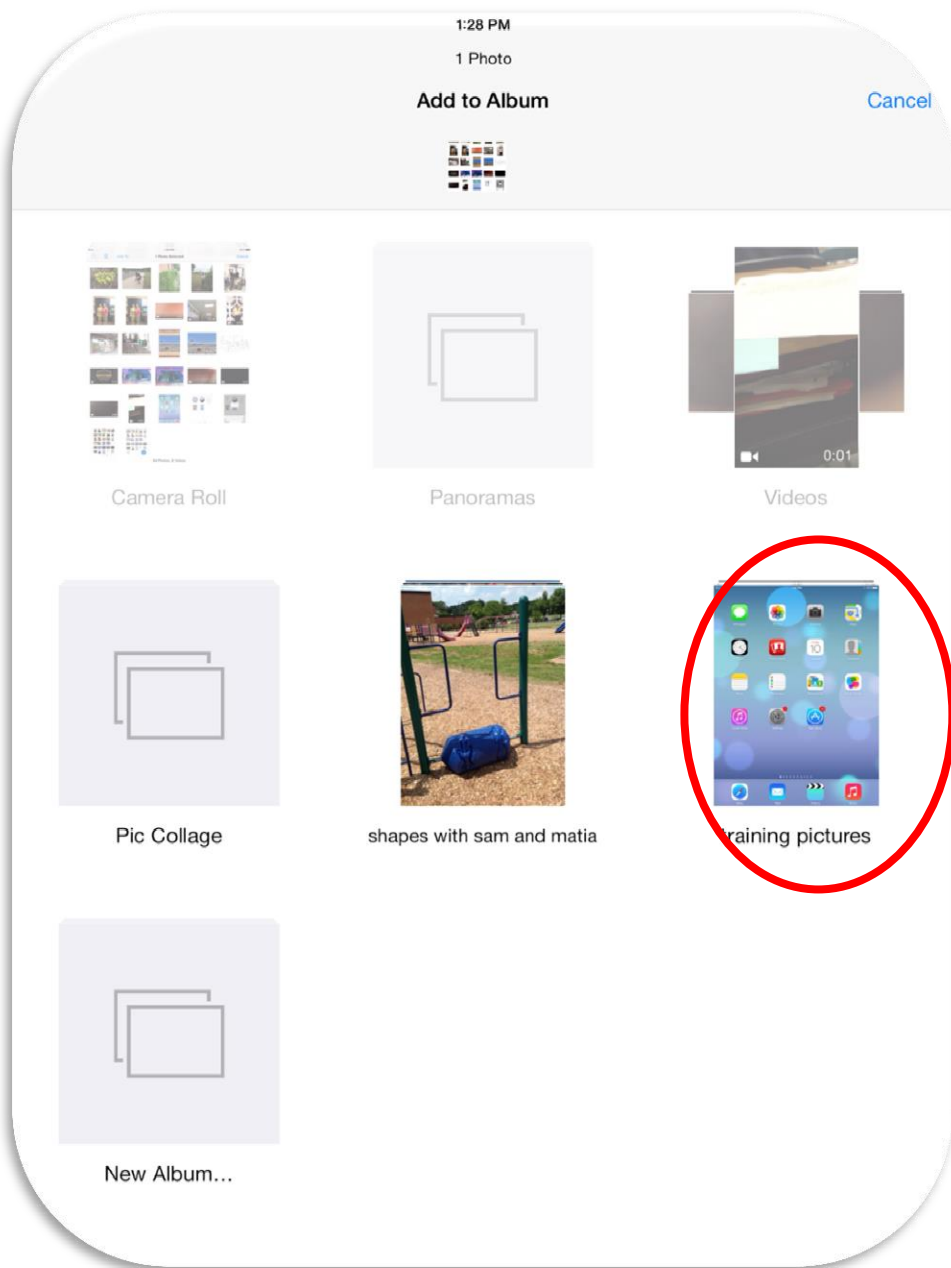 1:28 PM
1 Photo
Add to Album
Cancel
Camera Roll
Panoramas
0:01
Videos
Pic Collage
shapes with sam and matia
training pictures
New Album...